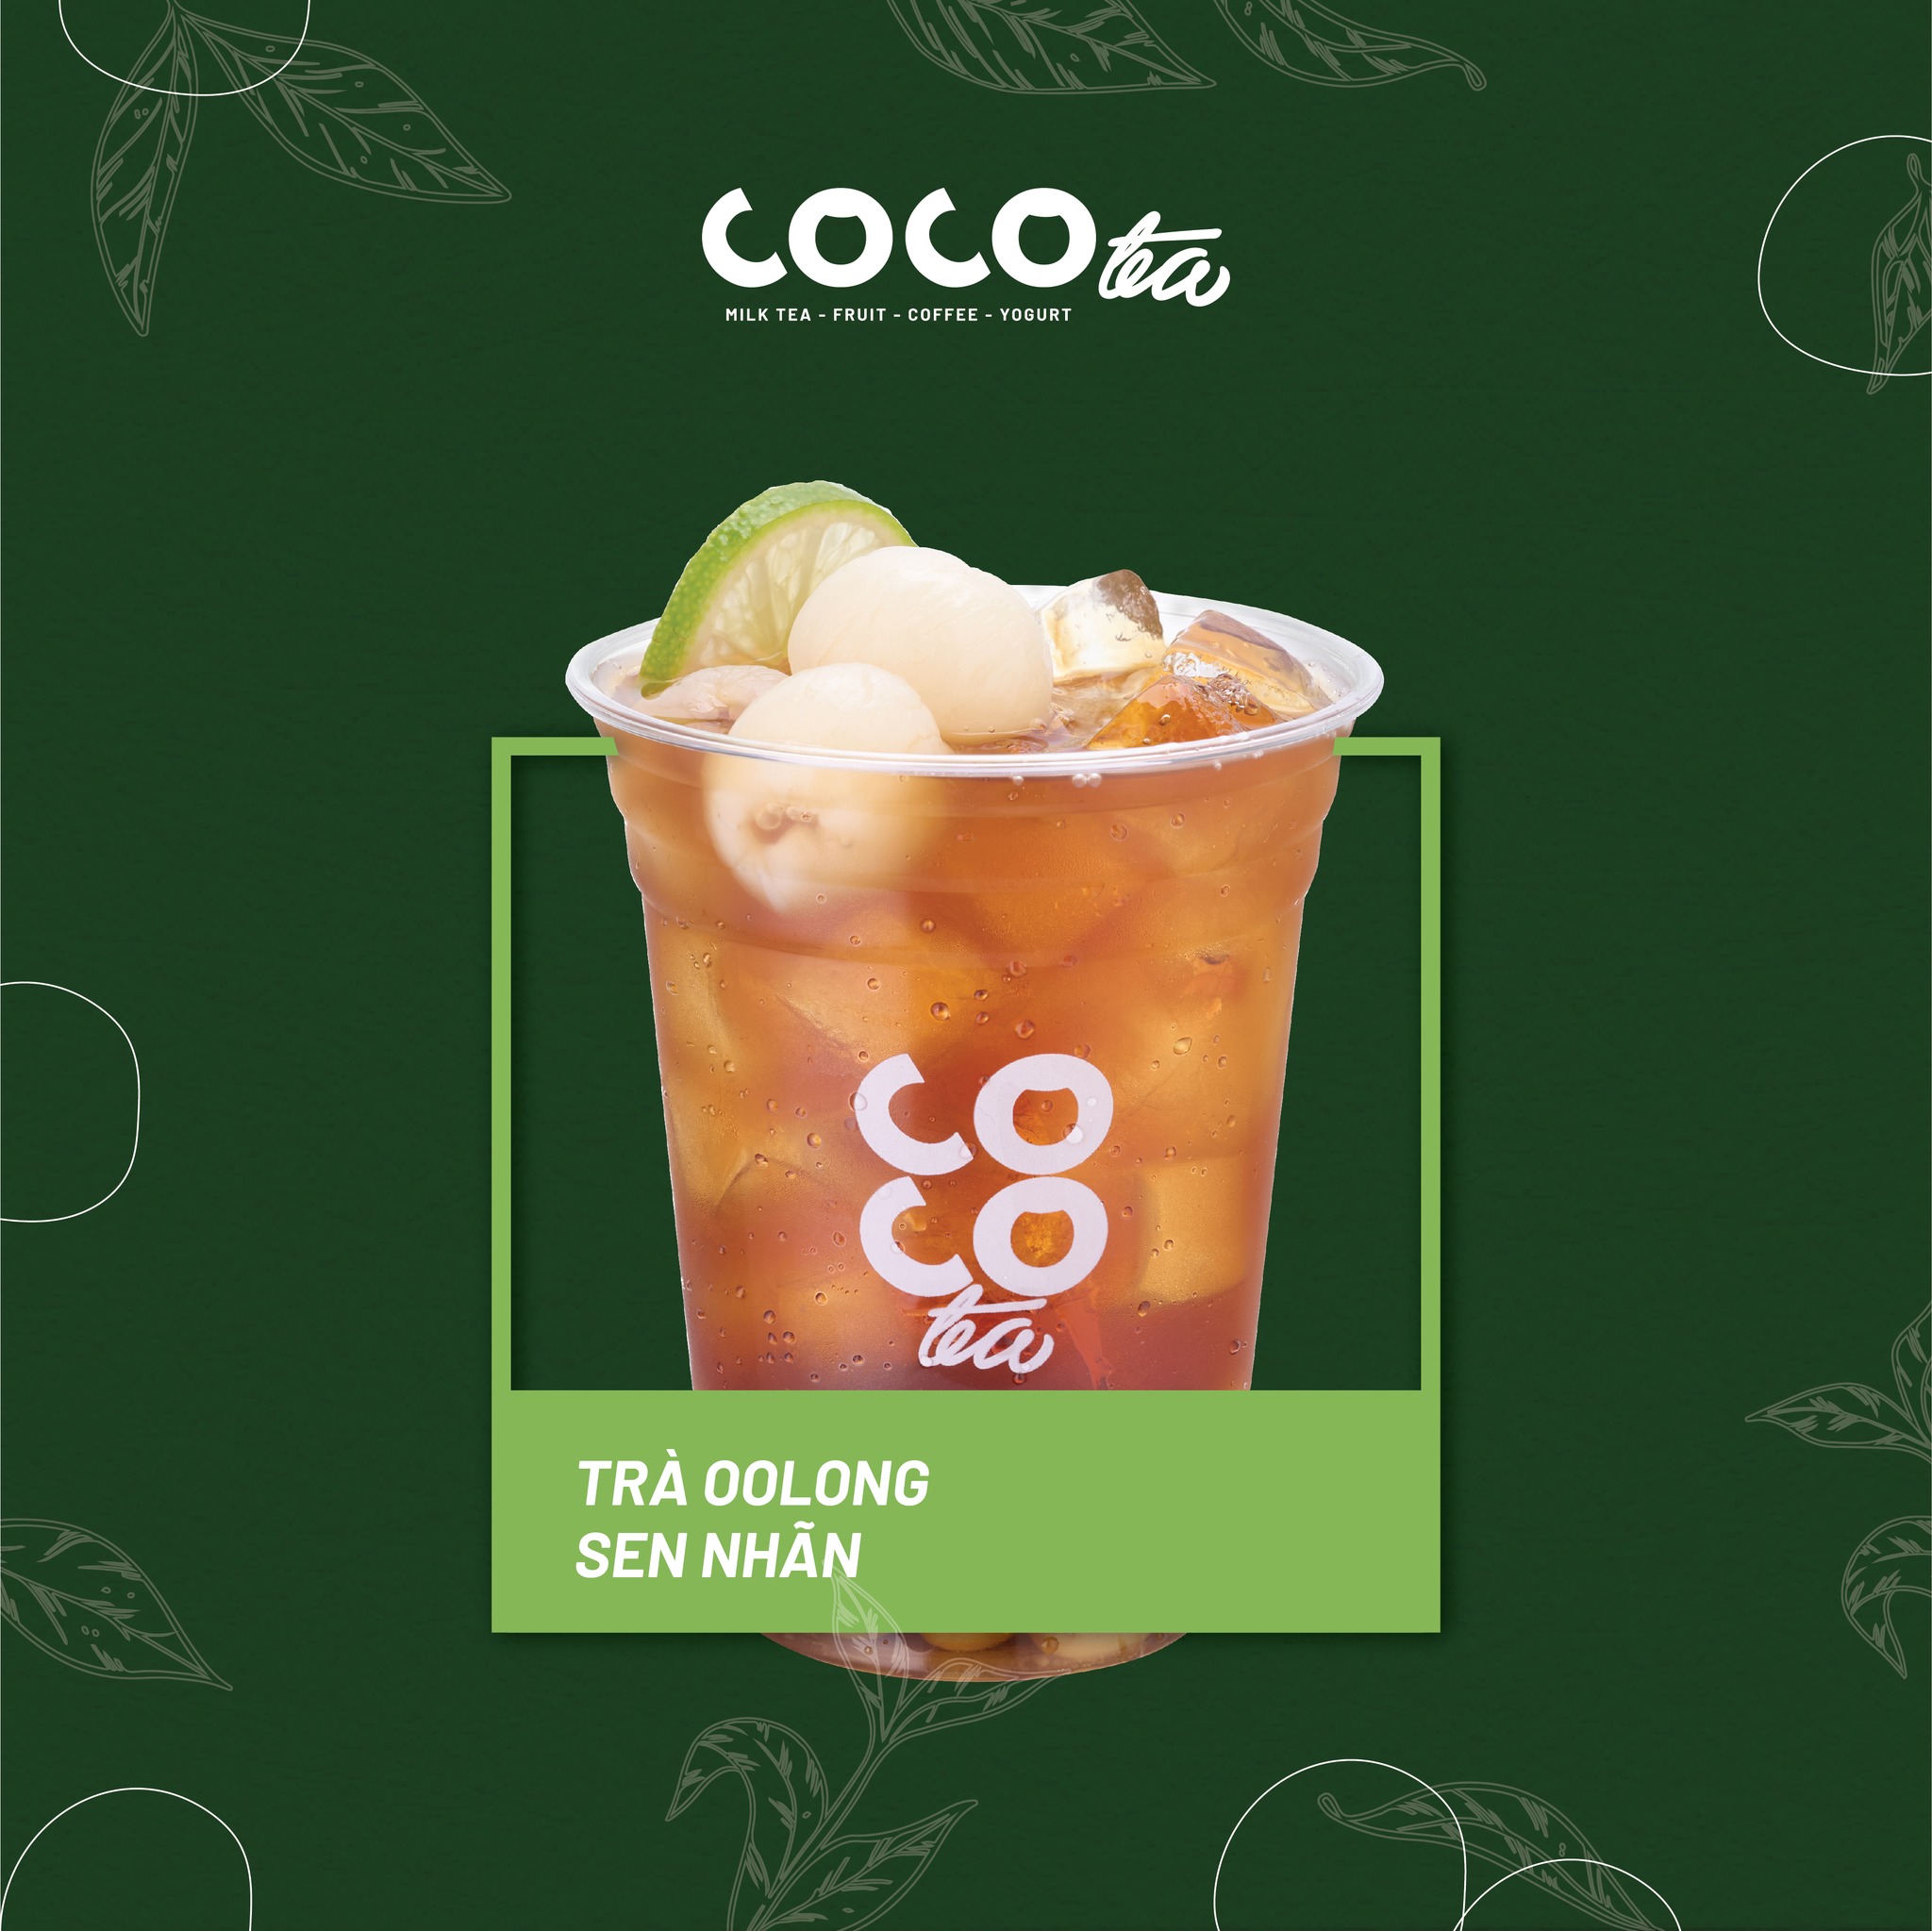 COCO tea
MILK TEA - FRUIT - COFFEE - YOGURT
CO
CO
tea
TRÀ OOLONG
SEN NHÃN